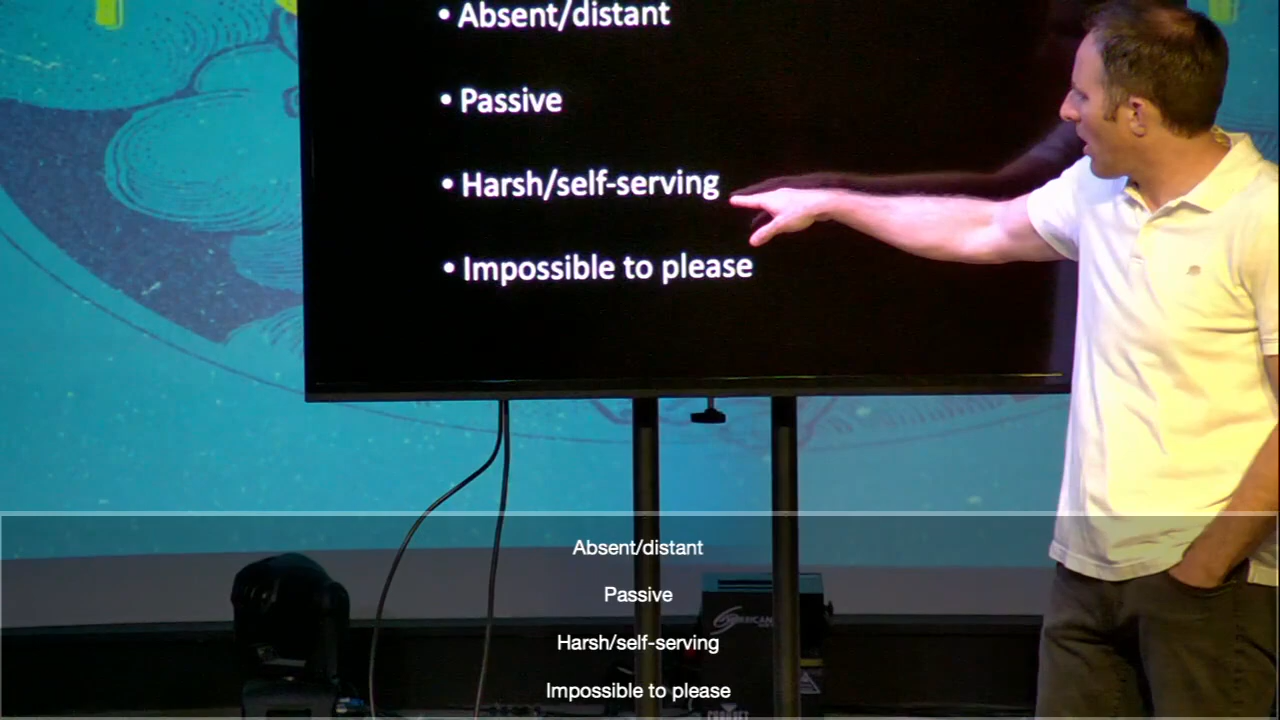 • Absent/distant
• Passive
• Harsh/self-serving
• Impossible to please
Absent/distant
Passive
Harsh/self-serving
Impossible to please